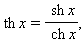 th x = sh x / ch x,